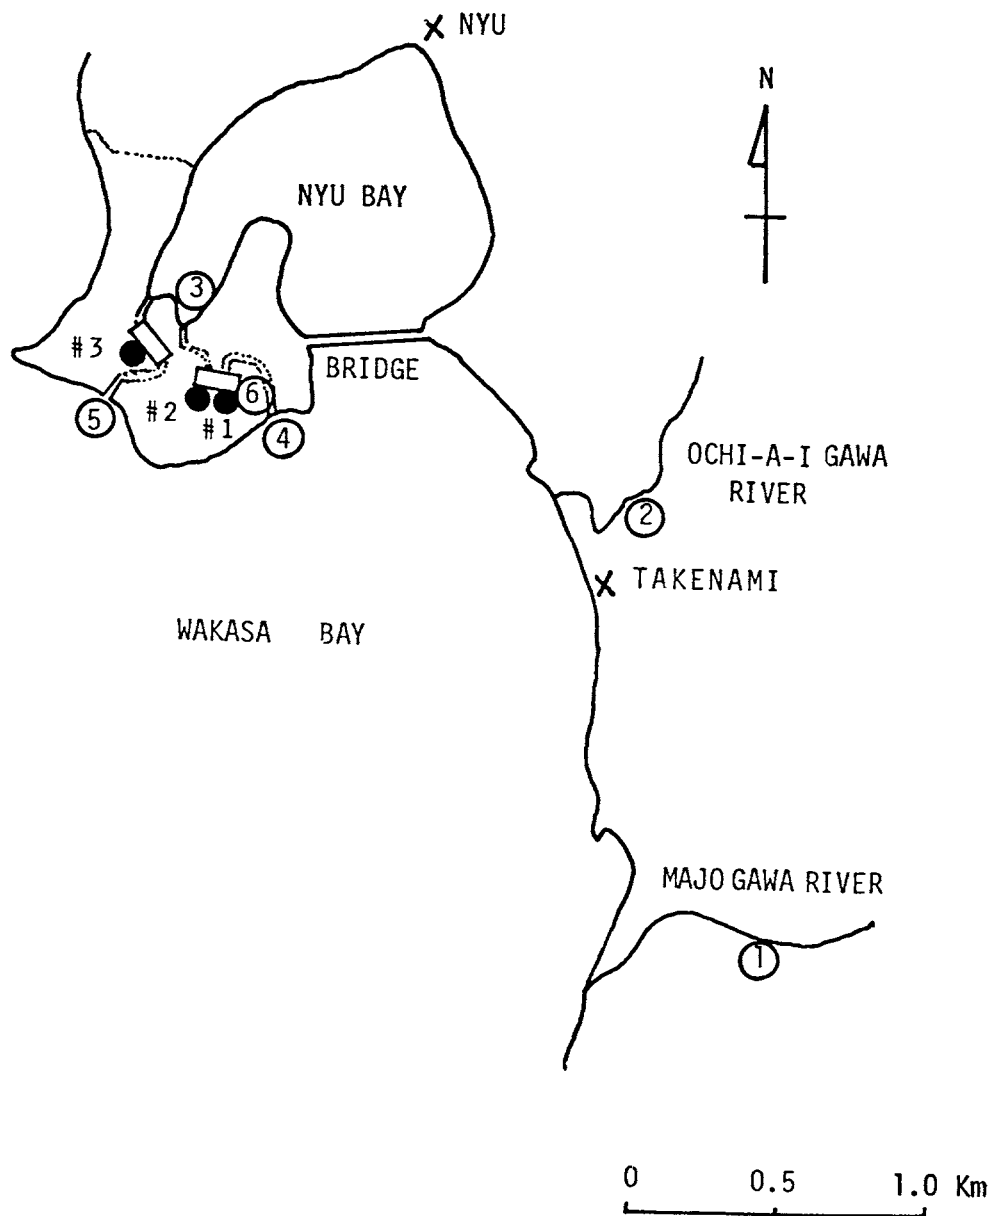 NYU
N
NYU BAY
③
#3
BRIDGE
⑥
⑤
#2
#1
④
OCHI-A-I GAWA
RIVER
②
TAKENAMI
WAKASA BAY
MAJO GAWA RIVER
①
0 0.5 1.0 Km